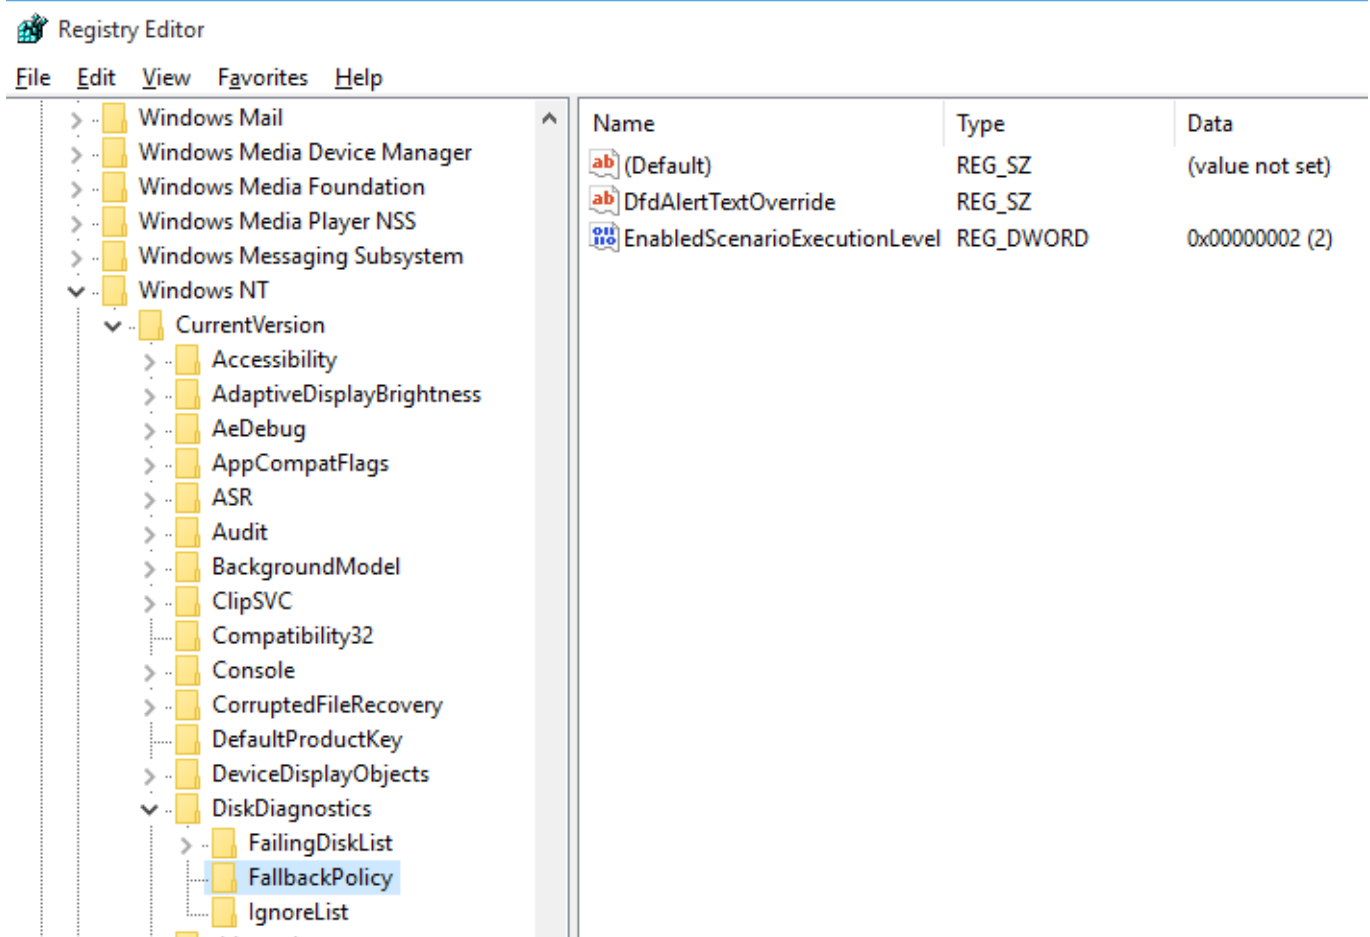 Registry Editor
File Edit View Favorites Help
Windows Mail
Windows Media Device Manager
Windows Media Foundation
Windows Media Player NSS
Windows Messaging Subsystem
Windows NT
CurrentVersion
Accessibility
AdaptiveDisplayBrightness
AeDebug
AppCompatFlags
ASR
Audit
BackgroundModel
ClipSVC
Compatibility32
Console
CorruptedFileRecovery
DefaultProductKey
DeviceDisplayObjects
DiskDiagnostics
FailingDiskList
FallbackPolicy
IgnoreList
Name Type Data
(Default) REG_SZ (value not set)
DfdAlertTextOverride REG_SZ
EnabledScenarioExecutionLevel REG_DWORD 0x00000002 (2)